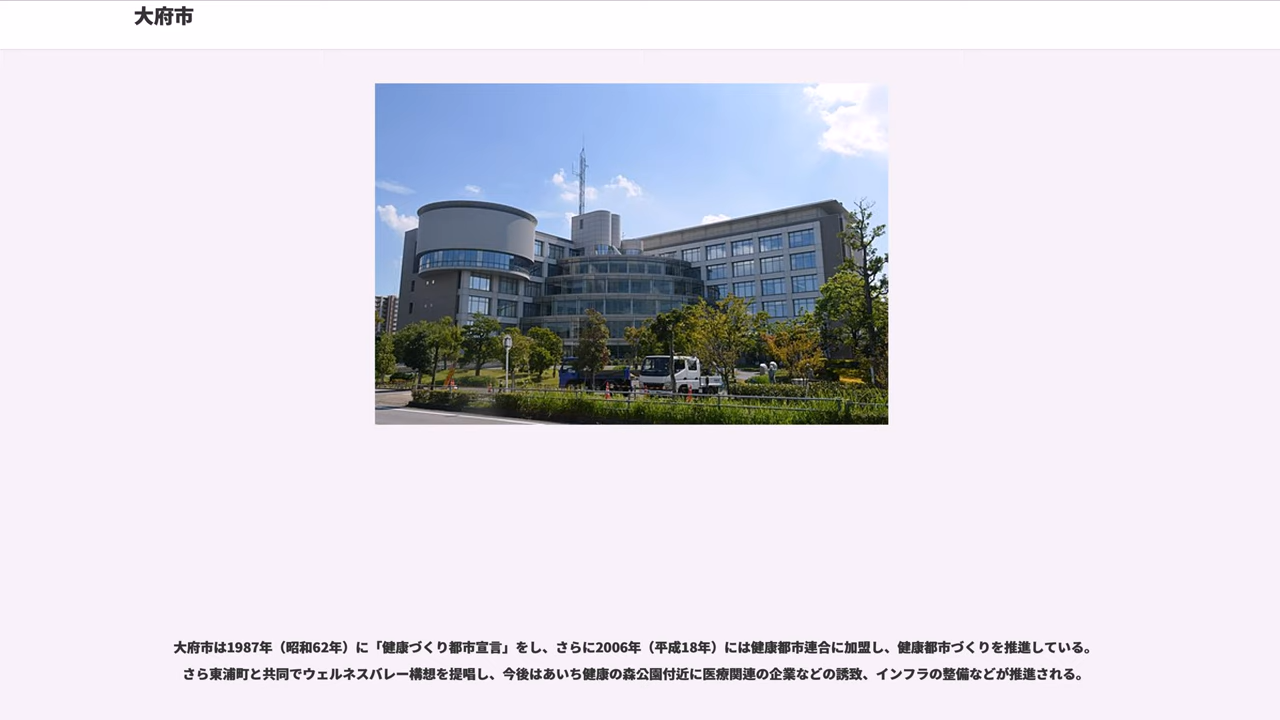 大府市
大府市は1987年（昭和62年）に「健康づくり都市宣言」をし、さらに2006年（平成18年）には健康都市連合に加盟し、健康都市づくりを推進している。
さら東浦町と共同でウェルネスバレー構想を提唱し、今後はあいち健康の森公園付近に医療関連の企業などの誘致、インフラの整備などが推進される。